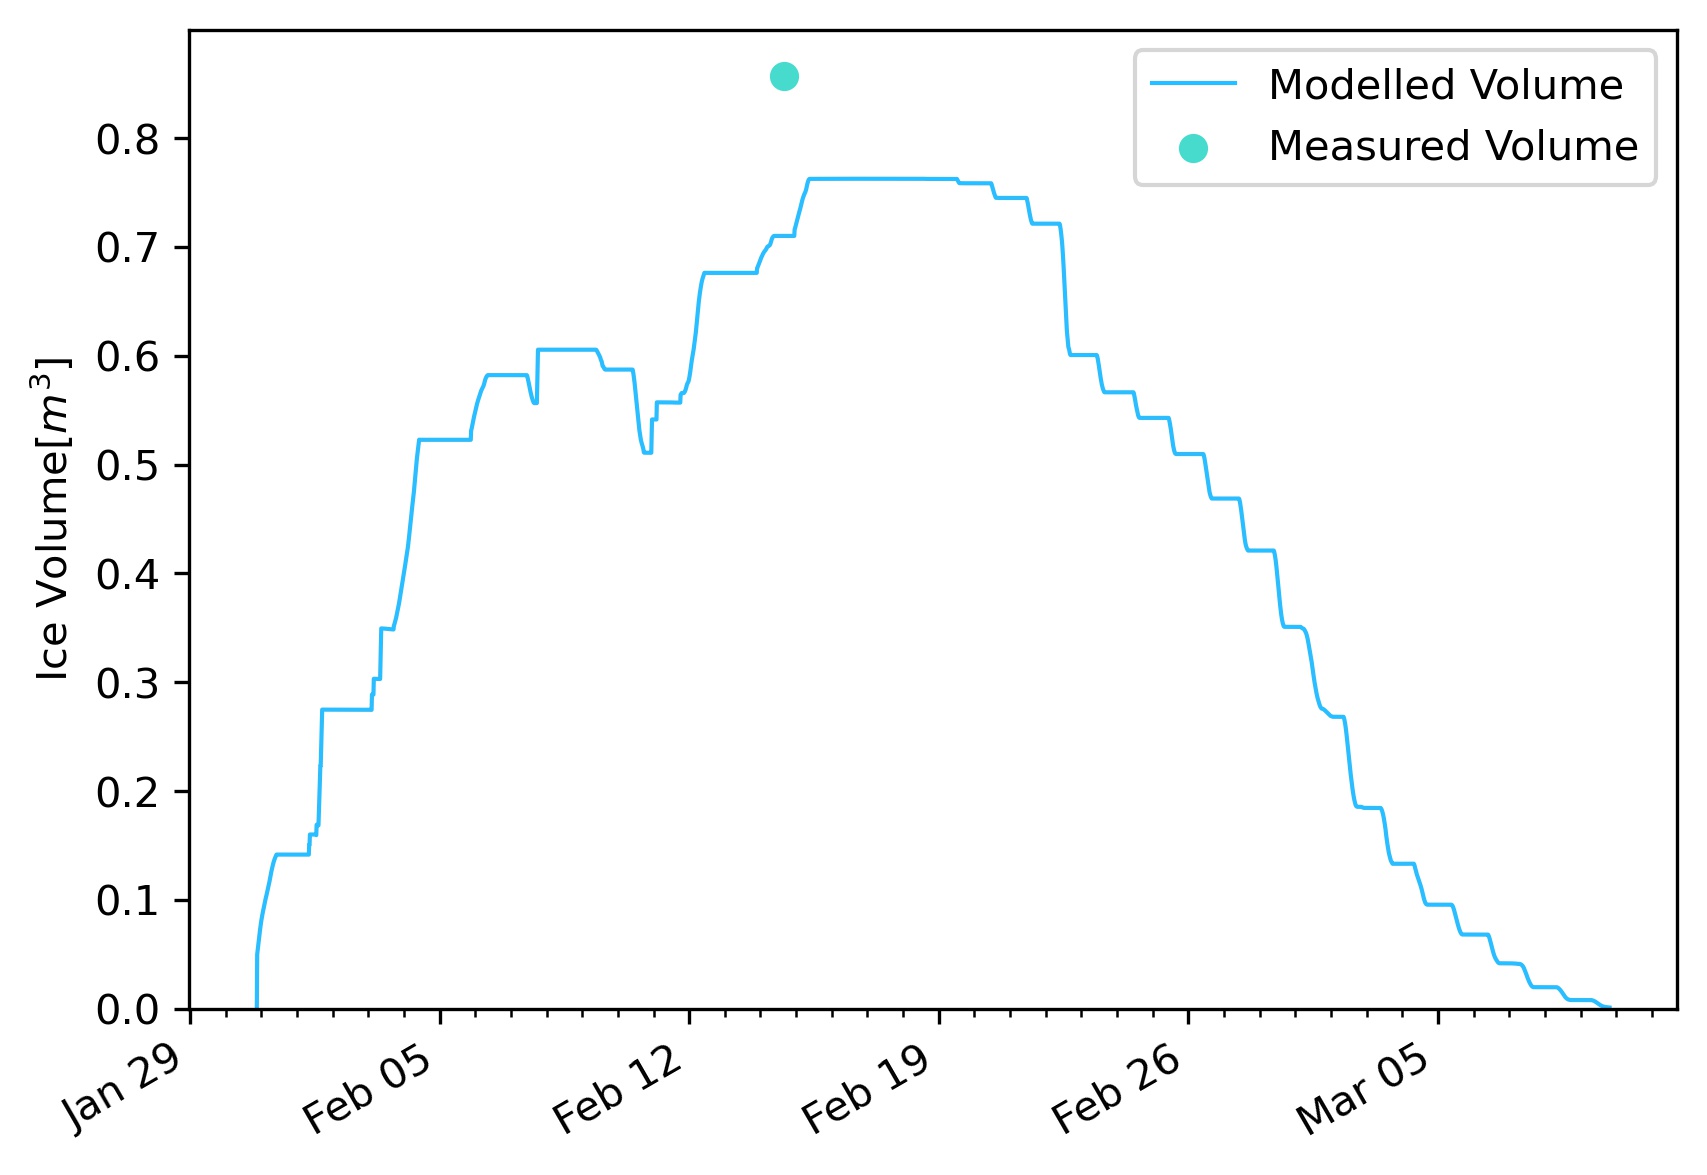 Modelled Volume
Measured Volume
Ice Volume[m³]
0.8
0.7
0.6
0.5
0.4
0.3
0.2
0.1
0.0
Jan 29
Feb 05
Feb 12
Feb 19
Feb 26
Mar 05